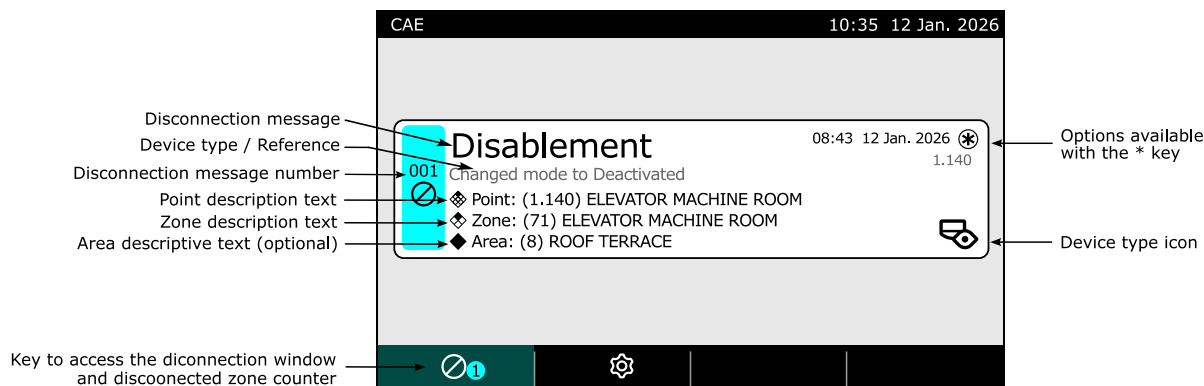 CAE 10:35 12 Jan. 2026
Disconnection message
Device type / Reference
Disconnection message number
Point description text
Zone description text
Area descriptive text (optional)
001
Disablement
08:43 12 Jan. 2026
1.140
Changed mode to Deactivated
Point: (1.140) ELEVATOR MACHINE ROOM
Zone: (71) ELEVATOR MACHINE ROOM
Area: (8) ROOF TERRACE
Options available
with the * key
Device type icon
Key to access the diconnection window
and discoonected zone counter
1